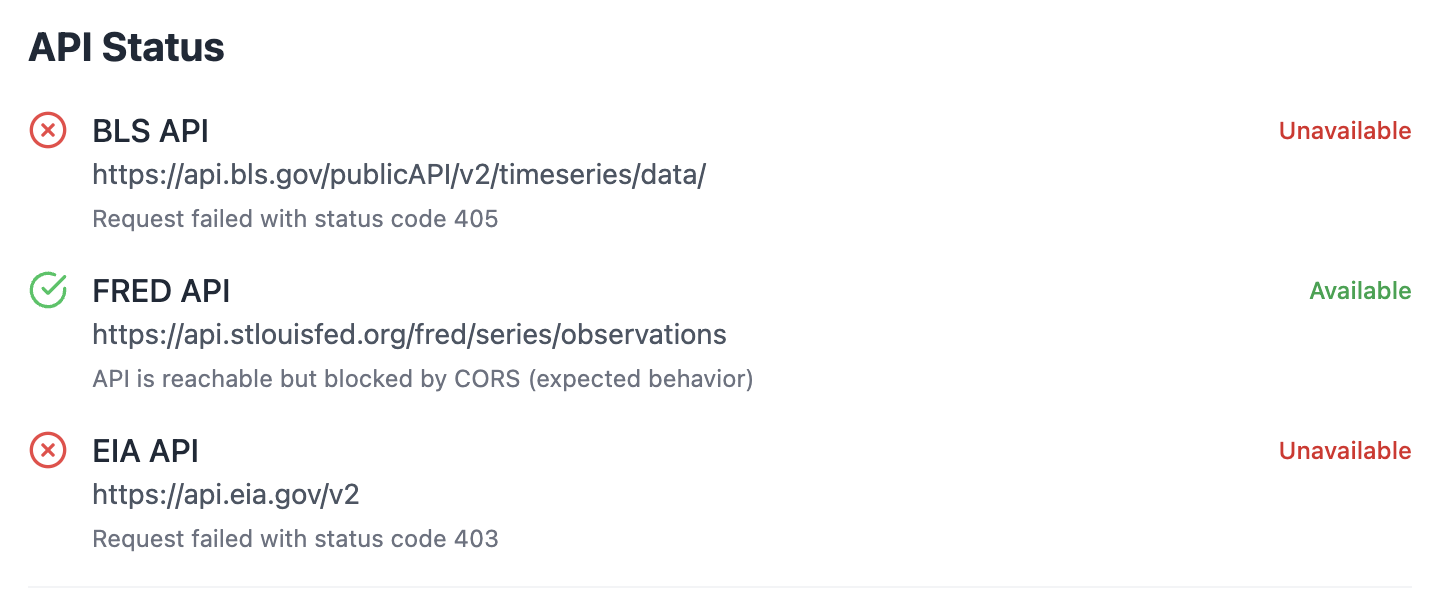 API Status
BLS API
Unavailable
https://api.bls.gov/publicAPI/v2/timeseries/data/
Request failed with status code 405
FRED API
Available
https://api.stlouisfed.org/fred/series/observations
API is reachable but blocked by CORS (expected behavior)
EIA API
Unavailable
https://api.eia.gov/v2
Request failed with status code 403